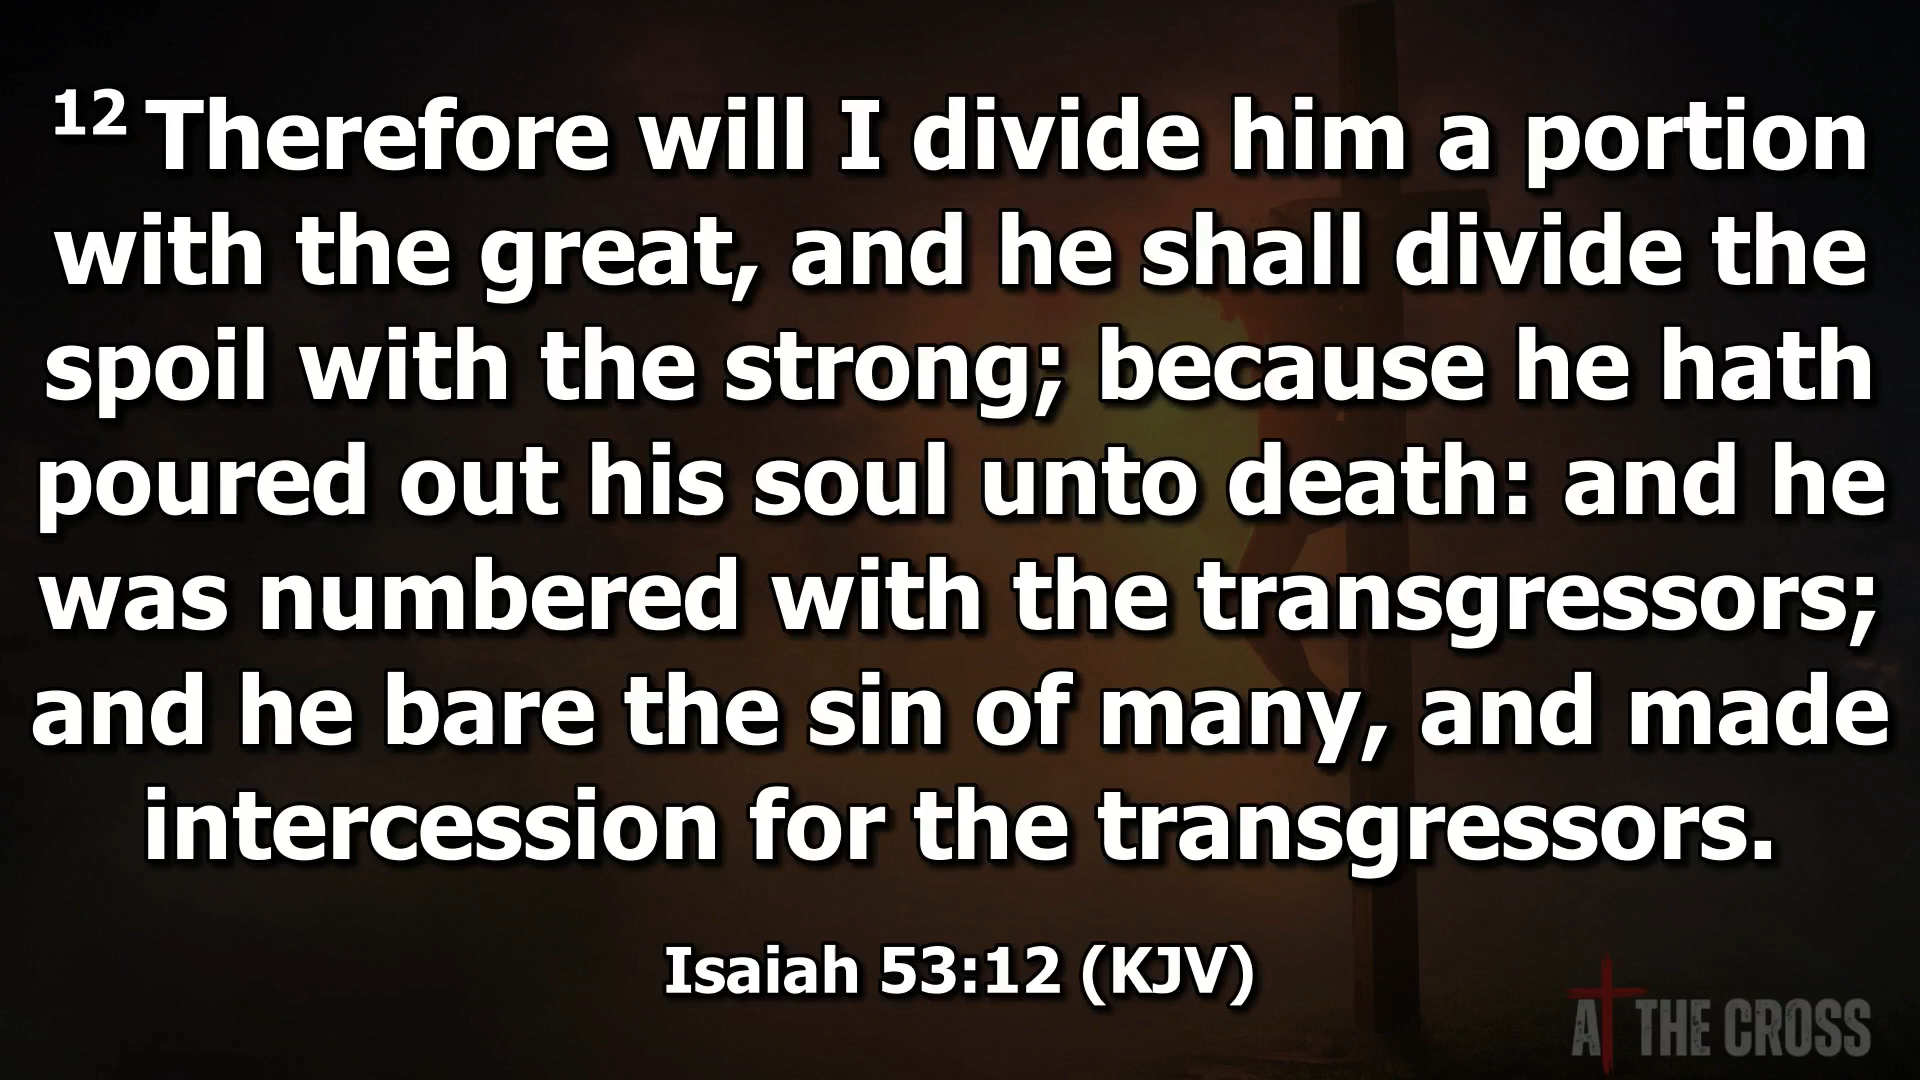 12 Therefore will I divide him a portion
with the great, and he shall divide the
spoil with the strong; because he hath
poured out his soul unto death: and he
was numbered with the transgressors;
and he bare the sin of many, and made
intercession for the transgressors.
Isaiah 53:12 (KJV)
AT THE CROSS